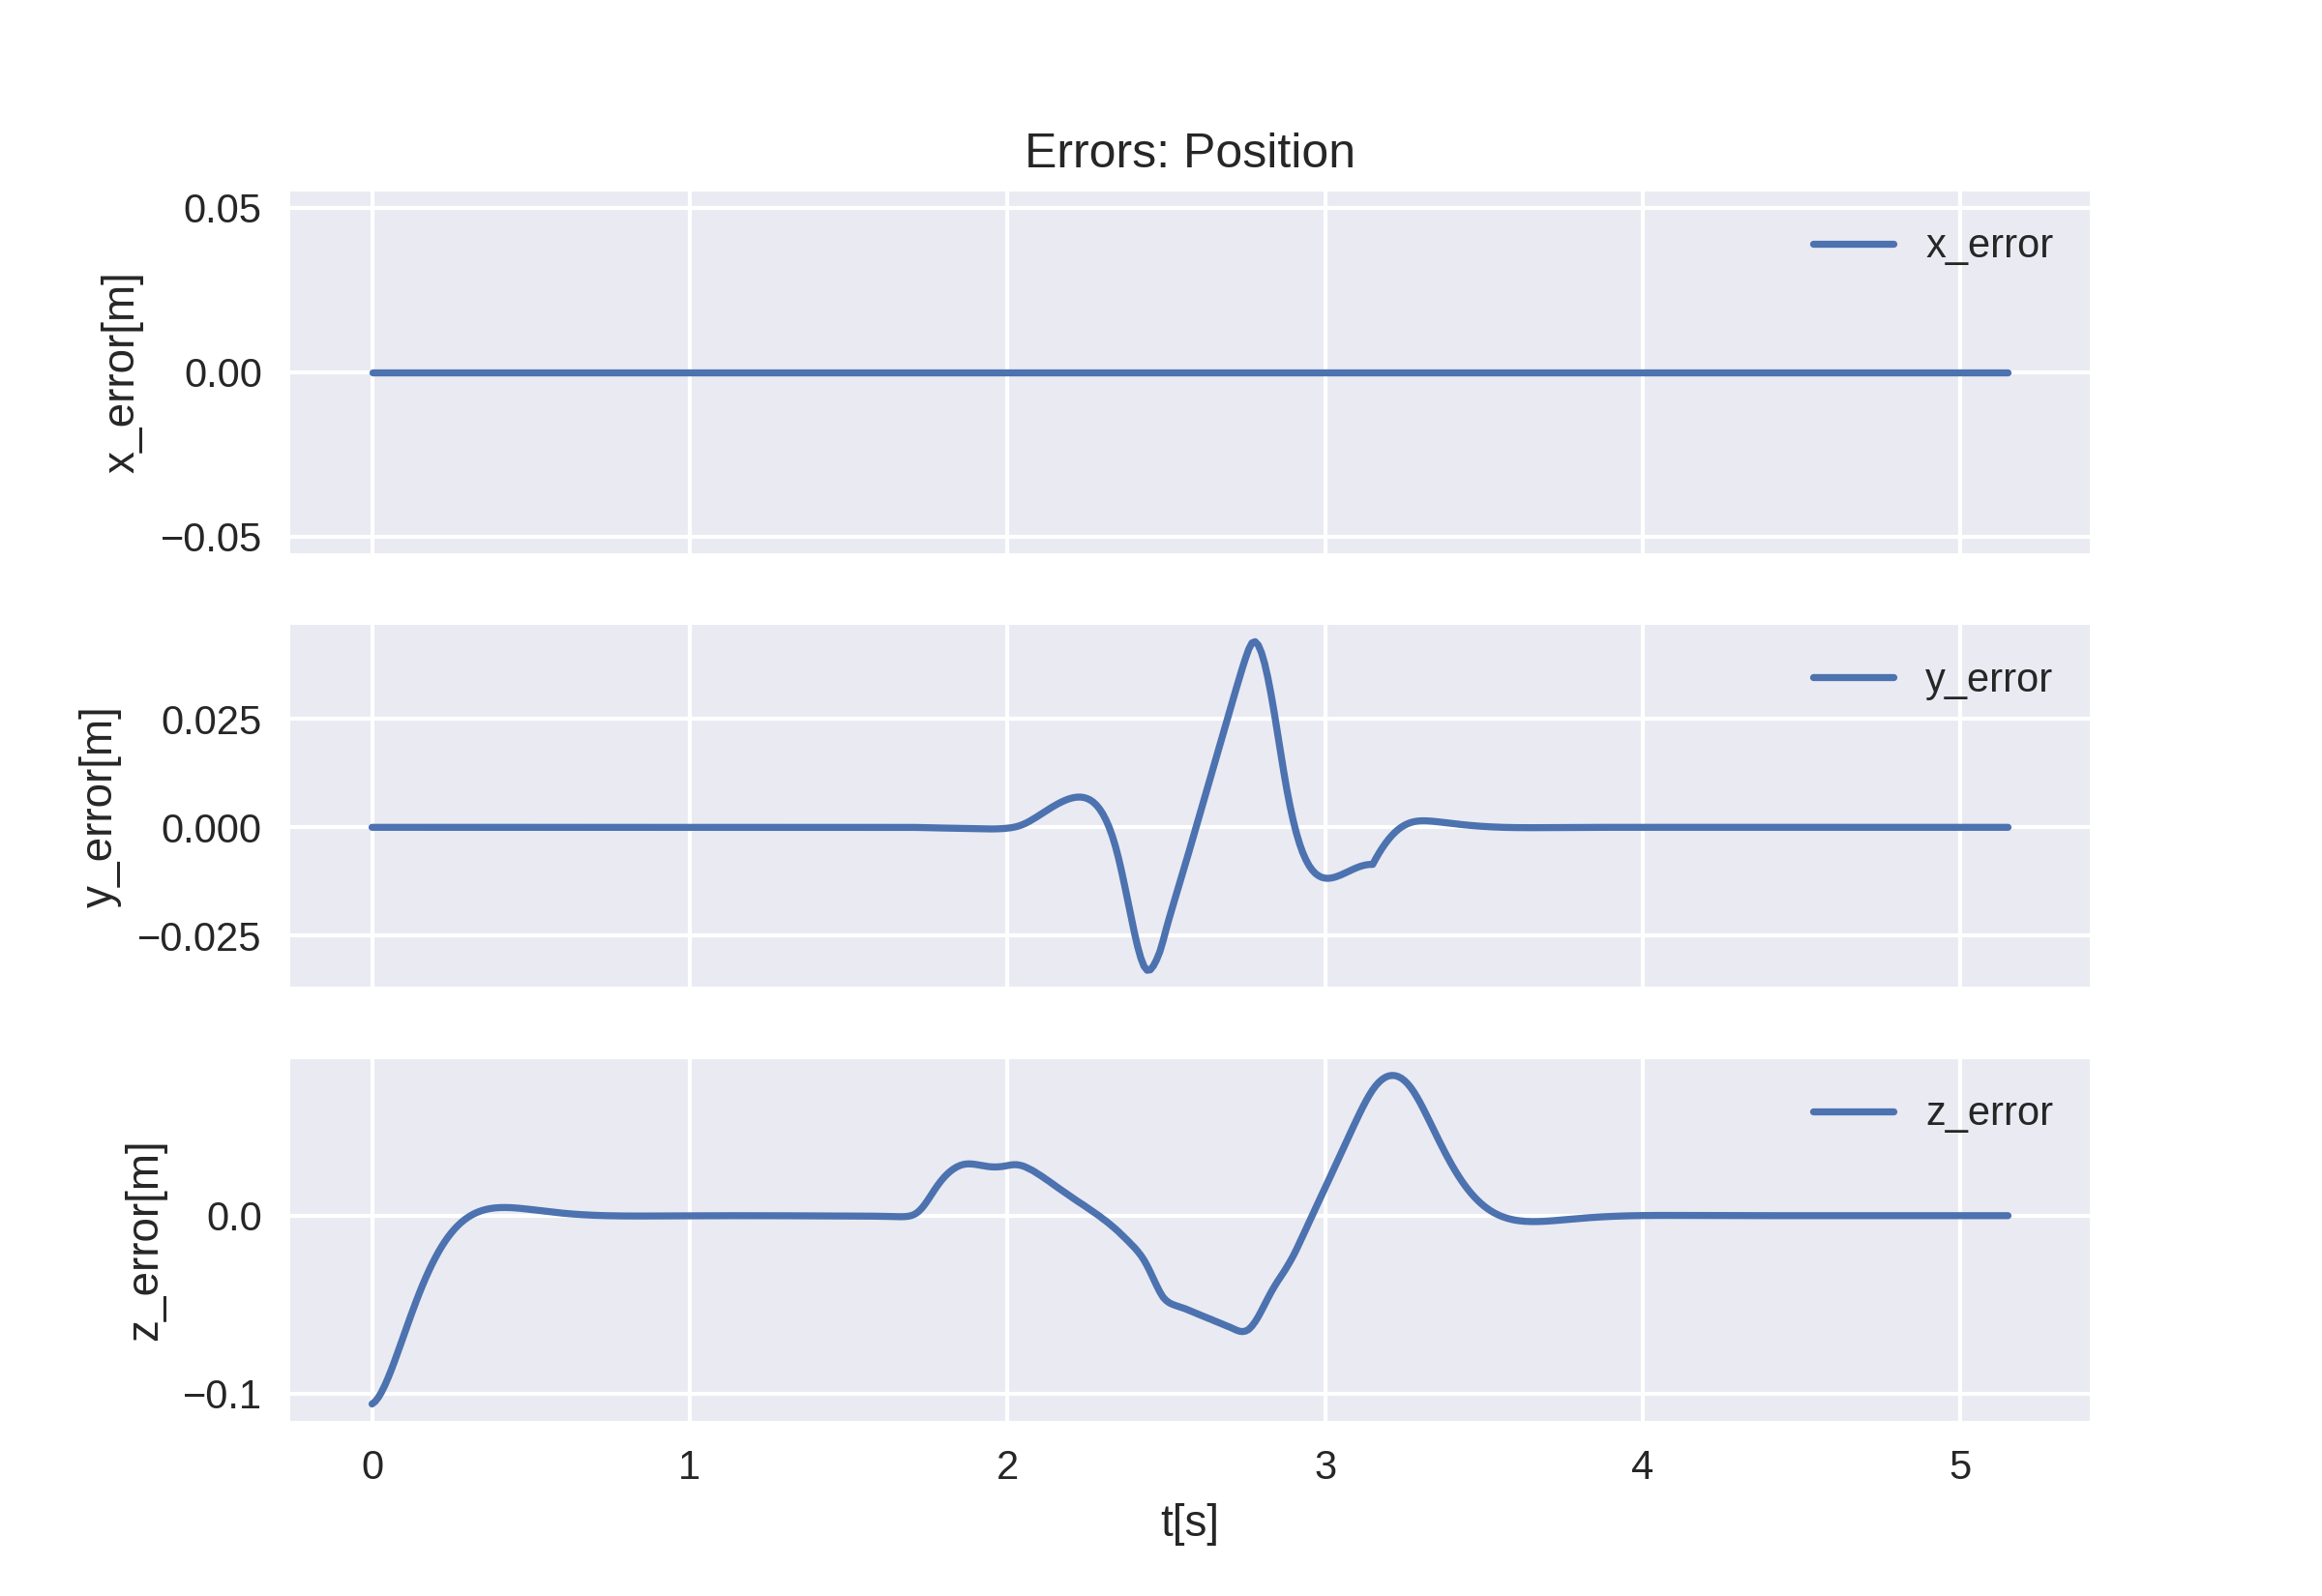 Errors: Position
0.05
0.00
−0.05
x_error[m]
x_error
0.025
0.000
−0.025
y_error[m]
y_error
0.0
−0.1
z_error[m]
z_error
0 1 2 3 4 5
t[s]